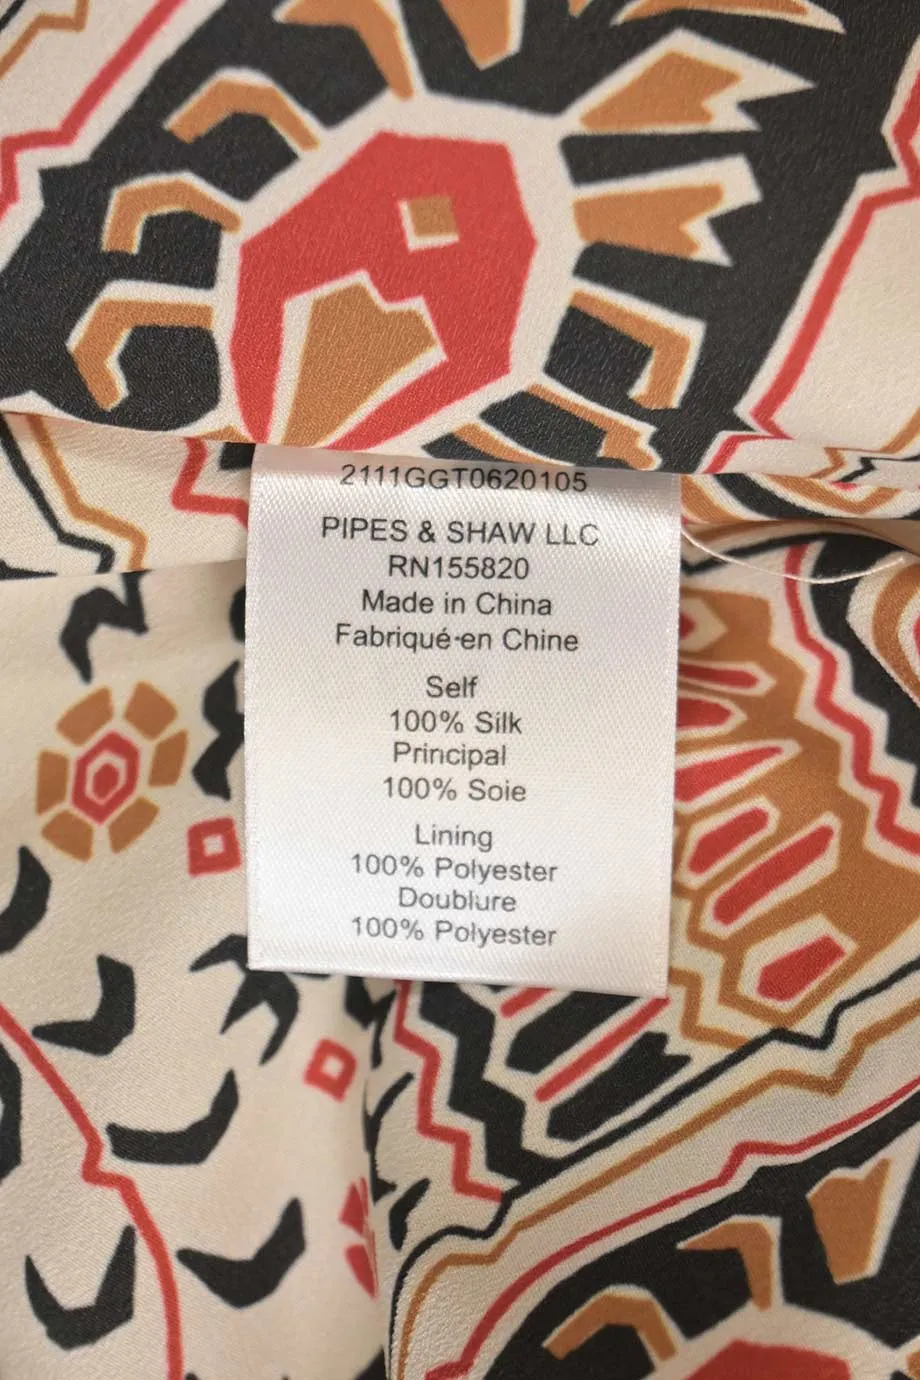 2111GGT0620105
PIPES & SHAW LLC
RN155820
Made in China
Fabriqué en Chine
Self
100% Silk
Principal
100% Soie
Lining
100% Polyester
Doublure
100% Polyester